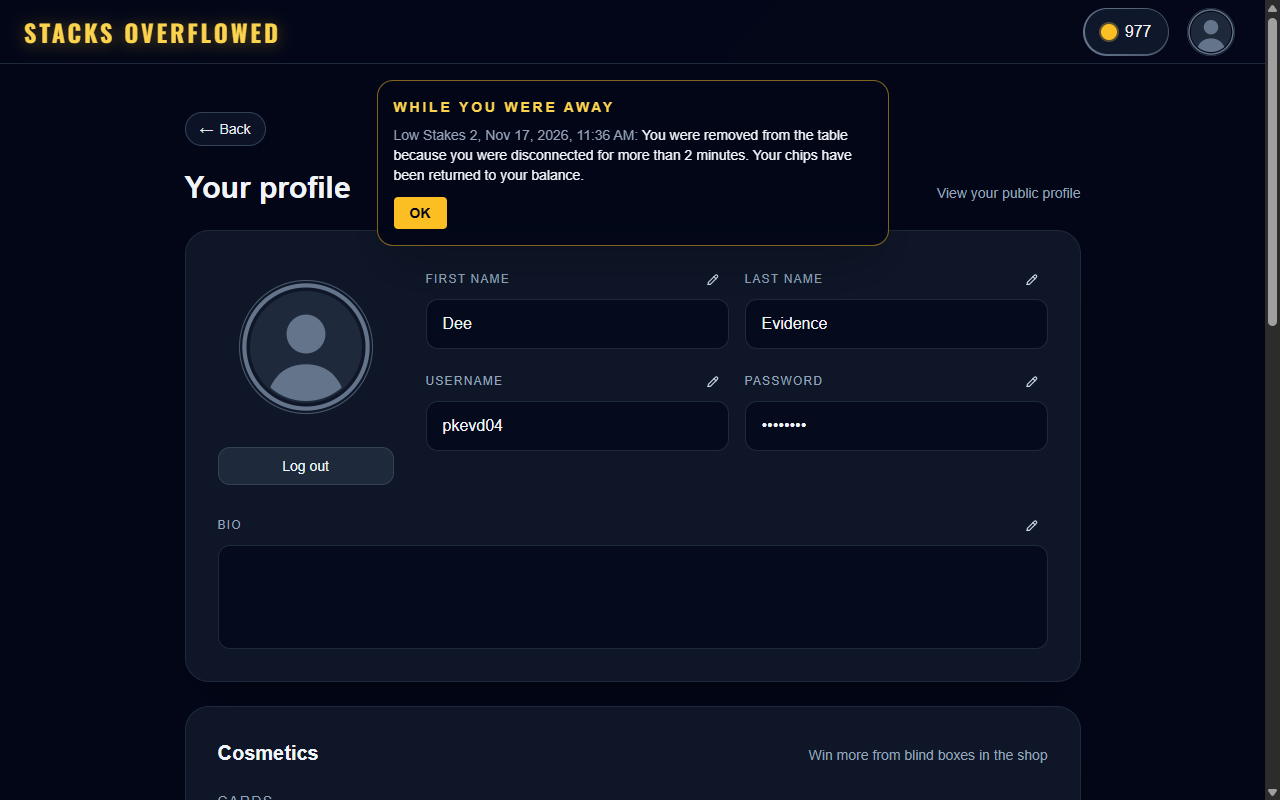 STACKS OVERFLOWED
977
WHILE YOU WERE AWAY
Low Stakes 2, Nov 17, 2026, 11:36 AM: You were removed from the table
because you were disconnected for more than 2 minutes. Your chips have
been returned to your balance.
OK
← Back
Your profile
View your public profile
FIRST NAME
LAST NAME
Dee
Evidence
USERNAME
PASSWORD
pkevd04
••••••••
Log out
BIO
Cosmetics
Win more from blind boxes in the shop
CARDS